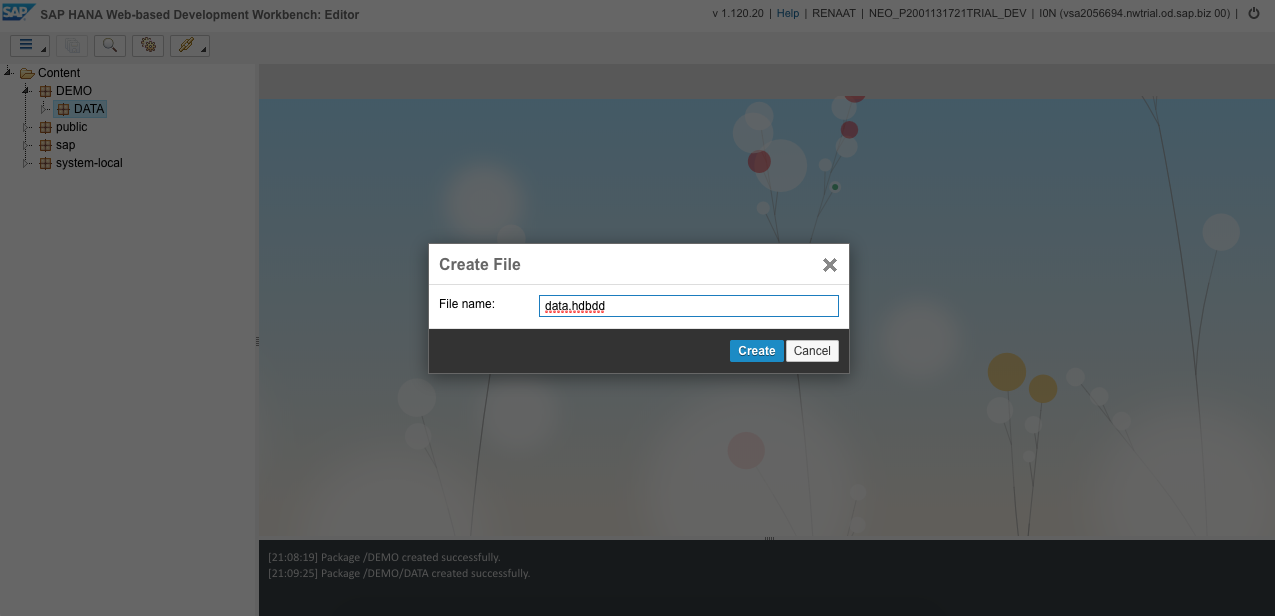 SAP SAP HANA Web-based Development Workbench: Editor
v 1.120.20 | Help | RENAAT | NEO_P2001131721TRIAL_DEV | I0N (vsa2056694.nwtrial.od.sap.biz 00) |
Content
DEMO
DATA
public
sap
system-local
Create File
File name:
data.hdbdd
Create
Cancel
[21:08:19] Package /DEMO created successfully.
[21:09:25] Package /DEMO/DATA created successfully.